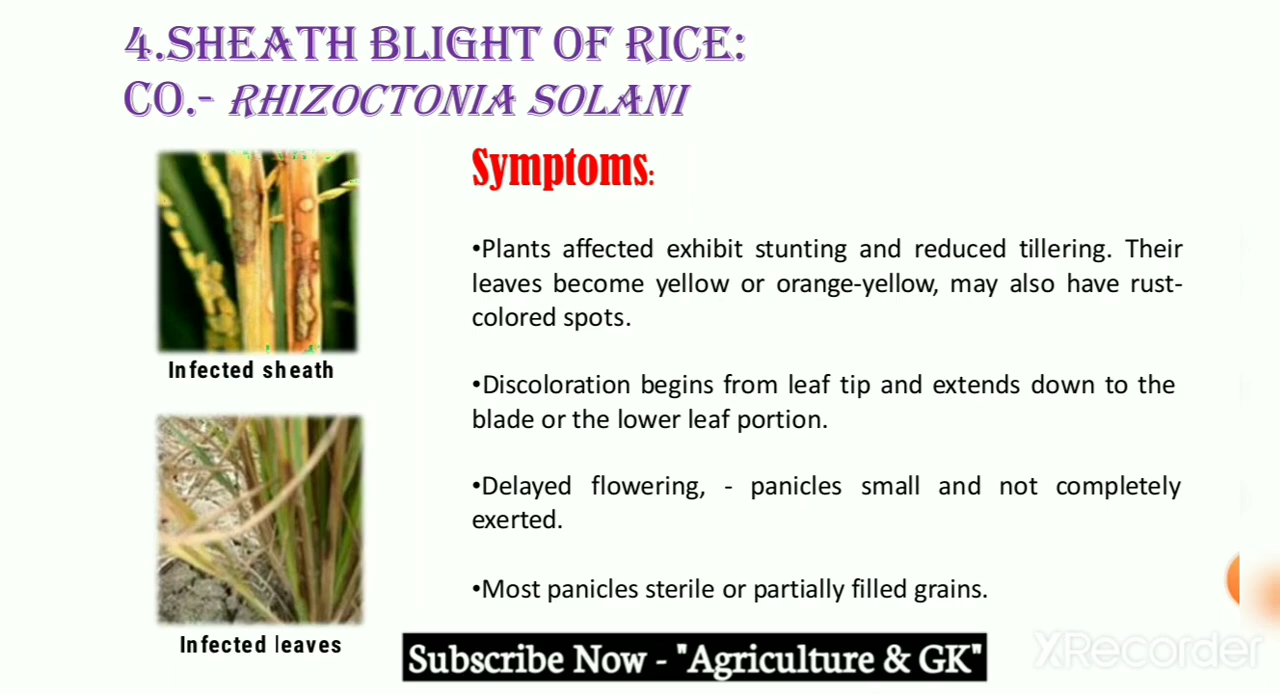 4.SHEATH BLIGHT OF RICE:
CO.- RHIZOCTONIA SOLANI
Symptoms:
•Plants affected exhibit stunting and reduced tillering. Their
leaves become yellow or orange-yellow, may also have rust-
colored spots.
Infected sheath
•Discoloration begins from leaf tip and extends down to the
blade or the lower leaf portion.
•Delayed flowering, - panicles small and not completely
exerted.
•Most panicles sterile or partially filled grains.
Infected leaves
Subscribe Now - "Agriculture & GK"
XRecorder